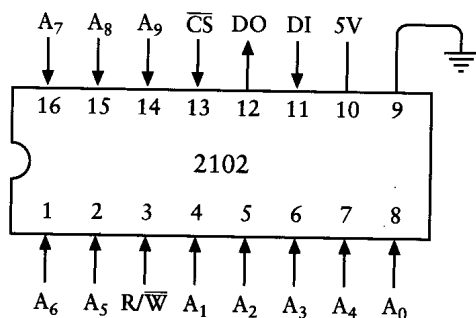 A₇ A₈ A₉ C̅S̅ DO DI 5V
16 15 14 13 12 11 10 9
2102
1 2 3 4 5 6 7 8
A₆ A₅ R/W̅ A₁ A₂ A₃ A₄ A₀